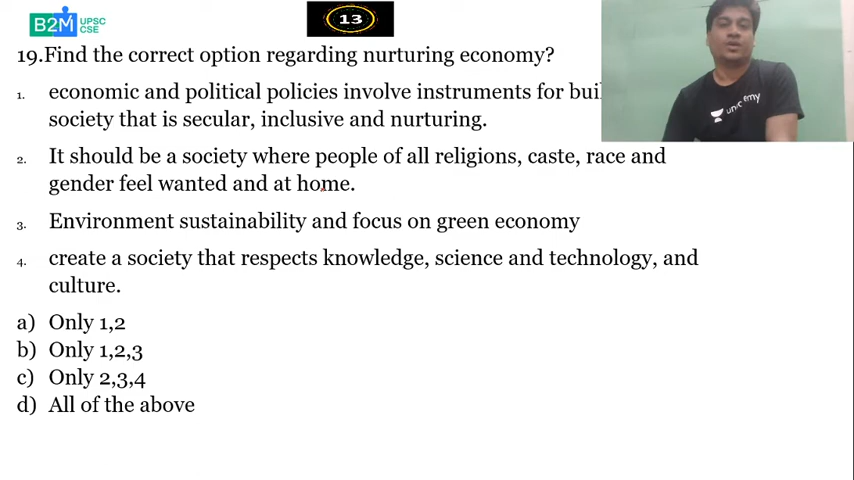 B2M UPSC CSE
13
19.Find the correct option regarding nurturing economy?
1. economic and political policies involve instruments for
society that is secular, inclusive and nurturing.
2. It should be a society where people of all religions, caste, race and
gender feel wanted and at home.
3. Environment sustainability and focus on green economy
4. create a society that respects knowledge, science and technology, and
culture.
a) Only 1,2
b) Only 1,2,3
c) Only 2,3,4
d) All of the above